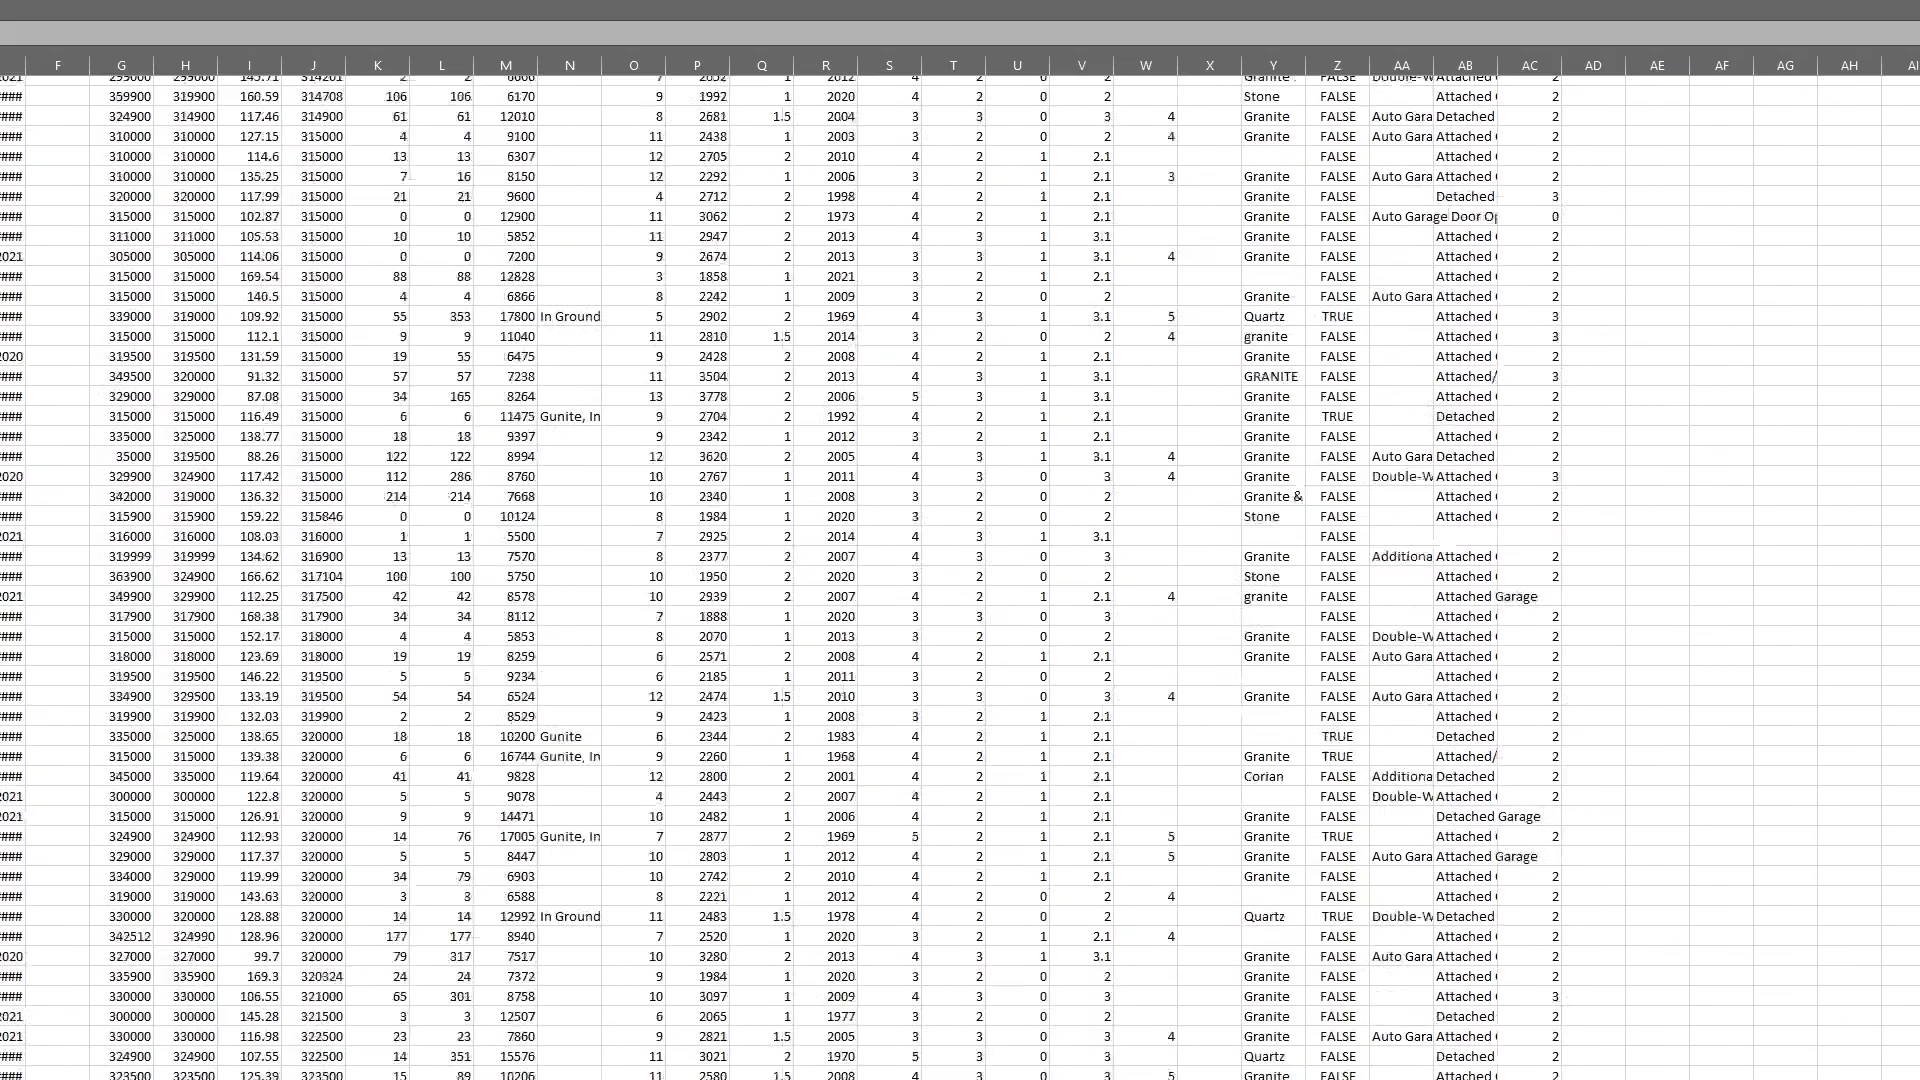 F G H I J K L M N O P Q R S T U V W X Y Z AA AB AC AD AE AF AG AH AI
2021 299000 299000 145.71 314261 2 2 6666 7 2052 1 2012 4 2 0 2 Granite FALSE Double-W Attached 2
#### 359900 319900 160.59 314708 106 106 6170 9 1992 1 2020 4 2 0 2 Stone FALSE Attached 2
#### 324900 314900 117.46 314900 61 61 12010 8 2681 1.5 2004 3 3 0 3 4 Granite FALSE Auto Gara Detached 2
#### 310000 310000 127.15 315000 4 4 9100 11 2438 1 2003 3 2 0 2 4 Granite FALSE Auto Gara Attached 2
#### 310000 310000 114.6 315000 13 13 6307 12 2705 2 2010 4 2 1 2.1 FALSE Attached 2
#### 310000 310000 135.25 315000 7 16 8150 12 2292 1 2006 3 2 1 2.1 3 Granite FALSE Auto Gara Attached 2
#### 320000 320000 117.99 315000 21 21 9600 4 2712 2 1998 4 2 1 2.1 Granite FALSE Detached 3
#### 315000 315000 102.87 315000 0 0 12900 11 3062 2 1973 4 2 1 2.1 Granite FALSE Auto Garage Door Op 0
#### 311000 311000 105.53 315000 10 10 5852 11 2947 2 2013 4 3 1 3.1 Granite FALSE Attached 2
2021 305000 305000 114.06 315000 0 0 7200 9 2674 2 2013 3 3 1 3.1 4 Granite FALSE Attached 2
#### 315000 315000 169.54 315000 88 88 12828 3 1858 1 2021 3 2 1 2.1 FALSE Attached 2
#### 315000 315000 140.5 315000 4 4 6866 8 2242 1 2009 3 2 0 2 Granite FALSE Auto Gara Attached 2
#### 339000 319000 109.92 315000 55 353 17800 In Ground 5 2902 2 1969 4 3 1 3.1 5 Quartz TRUE Attached 3
#### 315000 315000 112.1 315000 9 9 11040 11 2810 1.5 2014 3 2 0 2 4 granite FALSE Attached 3
2020 319500 319500 131.59 315000 19 55 6475 9 2428 2 2008 4 2 1 2.1 Granite FALSE Attached 2
#### 349500 320000 91.32 315000 57 57 7238 11 3504 2 2013 4 3 1 3.1 GRANITE FALSE Attached/ 3
#### 329000 329000 87.08 315000 34 165 8264 13 3778 2 2006 5 3 1 3.1 Granite FALSE Attached 2
#### 315000 315000 116.49 315000 6 6 11475 Gunite, In 9 2704 2 1992 4 2 1 2.1 Granite TRUE Detached 2
#### 335000 325000 138.77 315000 18 18 9397 9 2342 1 2012 3 2 1 2.1 Granite FALSE Attached 2
#### 35000 319500 88.26 315000 122 122 8994 12 3620 2 2005 4 3 1 3.1 4 Granite FALSE Auto Gara Detached 2
2020 329900 324900 117.42 315000 112 286 8760 10 2767 1 2011 4 3 0 3 4 Granite FALSE Double-W Attached 3
#### 342000 319000 136.32 315000 214 214 7668 10 2340 1 2008 3 2 0 2 Granite & FALSE Attached 2
#### 315900 315900 159.22 315846 0 0 10124 8 1984 1 2020 3 2 0 2 Stone FALSE Attached 2
2021 316000 316000 108.03 316000 1 1 5500 7 2925 2 2014 4 3 1 3.1 FALSE
#### 319999 319999 134.62 316900 13 13 7570 8 2377 2 2007 4 3 0 3 Granite FALSE Additiona Attached 2
#### 363900 324900 166.62 317104 100 100 5750 10 1950 2 2020 3 2 0 2 Stone FALSE Attached 2
2021 349900 329900 112.25 317500 42 42 8578 10 2939 2 2007 4 2 1 2.1 4 granite FALSE Attached Garage
#### 317900 317900 168.38 317900 34 34 8112 7 1888 1 2020 3 3 0 3 FALSE Attached 2
#### 315000 315000 152.17 318000 4 4 5853 8 2070 1 2013 3 2 0 2 Granite FALSE Double-W Attached 2
#### 318000 318000 123.69 318000 19 19 8259 6 2571 2 2008 4 2 1 2.1 Granite FALSE Auto Gara Attached 2
#### 319500 319500 146.22 319500 5 5 9234 6 2185 1 2011 3 2 0 2 FALSE Attached 2
#### 334900 329500 133.19 319500 54 54 6524 12 2474 1.5 2010 3 3 0 3 4 Granite FALSE Auto Gara Attached 2
#### 319900 319900 132.03 319900 2 2 8529 9 2423 1 2008 3 2 1 2.1 FALSE Attached 2
#### 335000 325000 138.65 320000 18 18 10200 Gunite 6 2344 2 1983 4 2 1 2.1 TRUE Detached 2
#### 315000 315000 139.38 320000 6 6 16744 Gunite, In 9 2260 1 1968 4 2 1 2.1 Granite TRUE Attached/ 2
#### 345000 335000 119.64 320000 41 41 9828 12 2800 2 2001 4 2 1 2.1 Corian FALSE Additiona Detached 2
2021 300000 300000 122.8 320000 5 5 9078 4 2443 2 2007 4 2 1 2.1 FALSE Double-W Attached 2
2021 315000 315000 126.91 320000 9 9 14471 10 2482 1 2006 4 2 1 2.1 Granite FALSE Detached Garage
#### 324900 324900 112.93 320000 14 76 17005 Gunite, In 7 2877 2 1969 5 2 1 2.1 5 Granite TRUE Attached 2
#### 329000 329000 117.37 320000 5 5 8447 10 2803 1 2012 4 2 1 2.1 5 Granite FALSE Auto Gara Attached Garage
#### 334000 329000 119.99 320000 34 79 6903 10 2742 2 2010 4 2 1 2.1 Granite FALSE Attached 2
#### 319000 319000 143.63 320000 3 3 6588 8 2221 1 2012 4 2 0 2 4 FALSE Attached 2
#### 330000 320000 128.88 320000 14 14 12992 In Ground 11 2483 1.5 1978 4 2 0 2 Quartz TRUE Double-W Detached 2
#### 342512 324990 128.96 320000 177 177 8940 7 2520 1 2020 3 2 1 2.1 4 FALSE Attached 2
2020 327000 327000 99.7 320000 79 317 7517 10 3280 2 2013 4 3 1 3.1 Granite FALSE Auto Gara Attached 2
#### 335900 335900 169.3 320324 24 24 7372 9 1984 1 2020 3 2 0 2 Granite FALSE Attached 2
#### 330000 330000 106.55 321000 65 301 8758 10 3097 1 2009 4 3 0 3 Granite FALSE Attached 3
2021 300000 300000 145.28 321500 3 3 12507 6 2065 1 1977 3 2 0 2 Granite FALSE Detached 2
2021 330000 330000 116.98 322500 23 23 7860 9 2821 1.5 2005 3 3 0 3 4 Granite FALSE Auto Gara Attached 2
#### 324900 324900 107.55 322500 14 351 15576 11 3021 2 1970 5 3 0 3 Quartz FALSE Detached 2
#### 323500 323500 125.39 323500 15 89 10206 11 2580 1.5 2008 4 3 0 3 5 Granite FALSE Attached 2